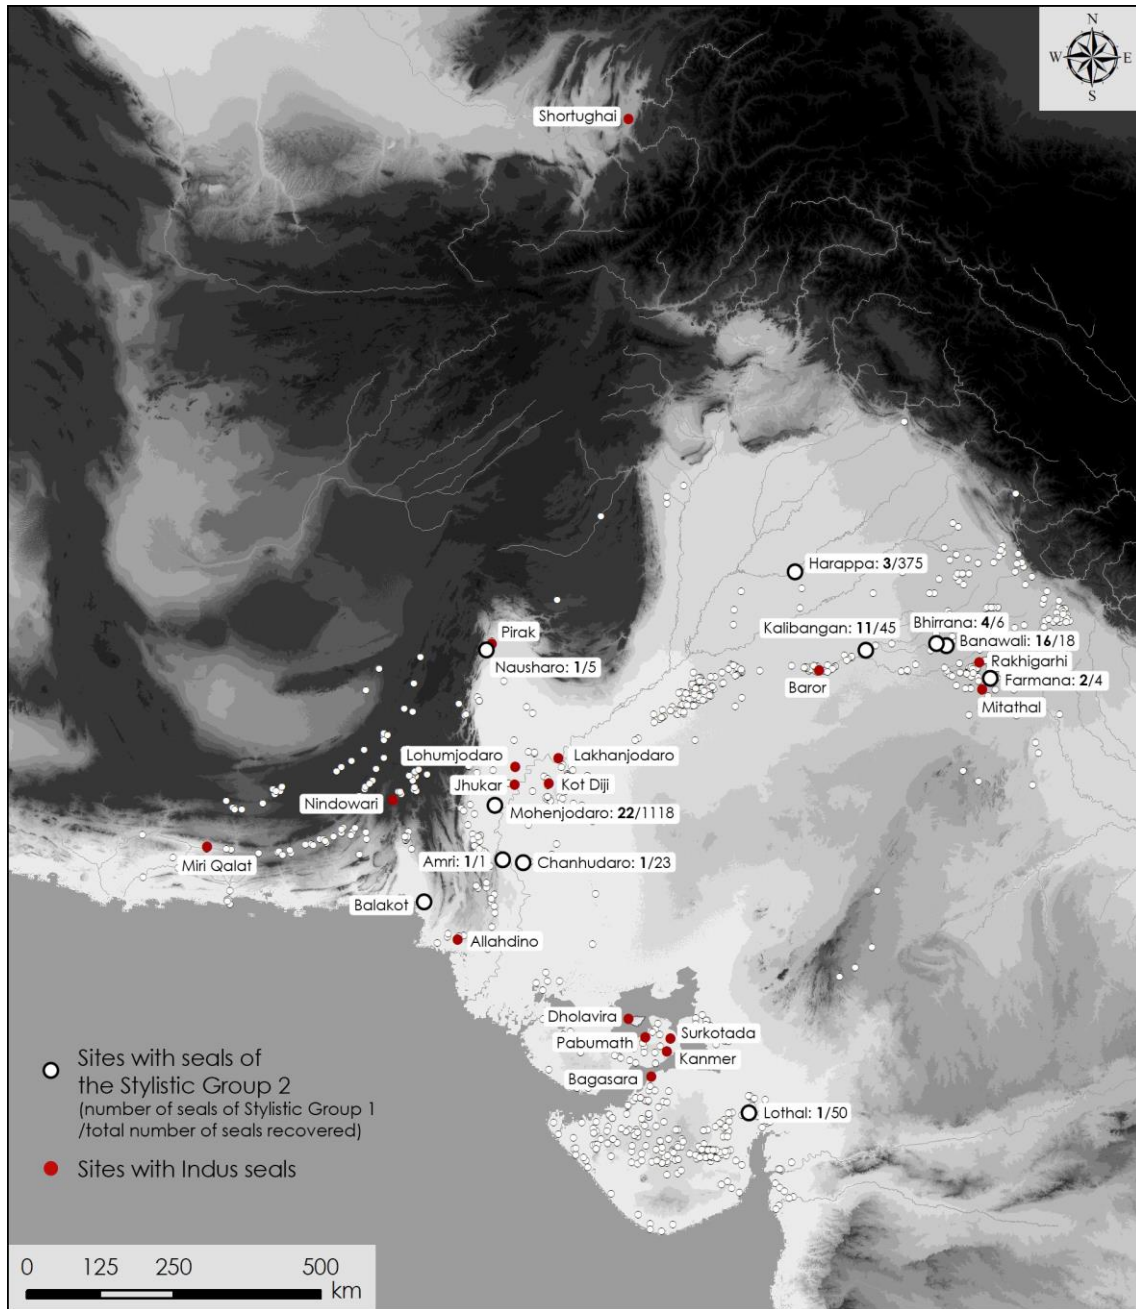 N
W E
S
Shortughai
Harappa: 3/375
Pirak
Kalibangan: 11/45
Bhirrana: 4/6
Banawali: 16/18
Nausharo: 1/5
Rakhigarhi
Baror
Farmana: 2/4
Mitathal
Lohumjodaro
Lakhanjodaro
Jhukar
Kot Diji
Nindowari
Mohenjodaro: 22/1118
Miri Qalat
Amri: 1/1
Chanhudaro: 1/23
Balakot
Allahdino
Dholavira
Pabumath
Surkotada
Kanmer
Bagasara
Lothal: 1/50
Sites with seals of
the Stylistic Group 2
(number of seals of Stylistic Group 1
/total number of seals recovered)
Sites with Indus seals
0 125 250 500
km